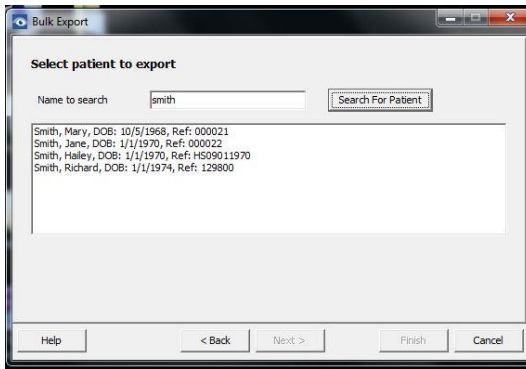 Bulk Export
Select patient to export
Name to search smith Search For Patient
Smith, Mary, DOB: 10/5/1968, Ref: 000021
Smith, Jane, DOB: 1/1/1970, Ref: 000022
Smith, Hailey, DOB: 1/1/1970, Ref: HS09011970
Smith, Richard, DOB: 1/1/1974, Ref: 129800
Help < Back Next > Finish Cancel